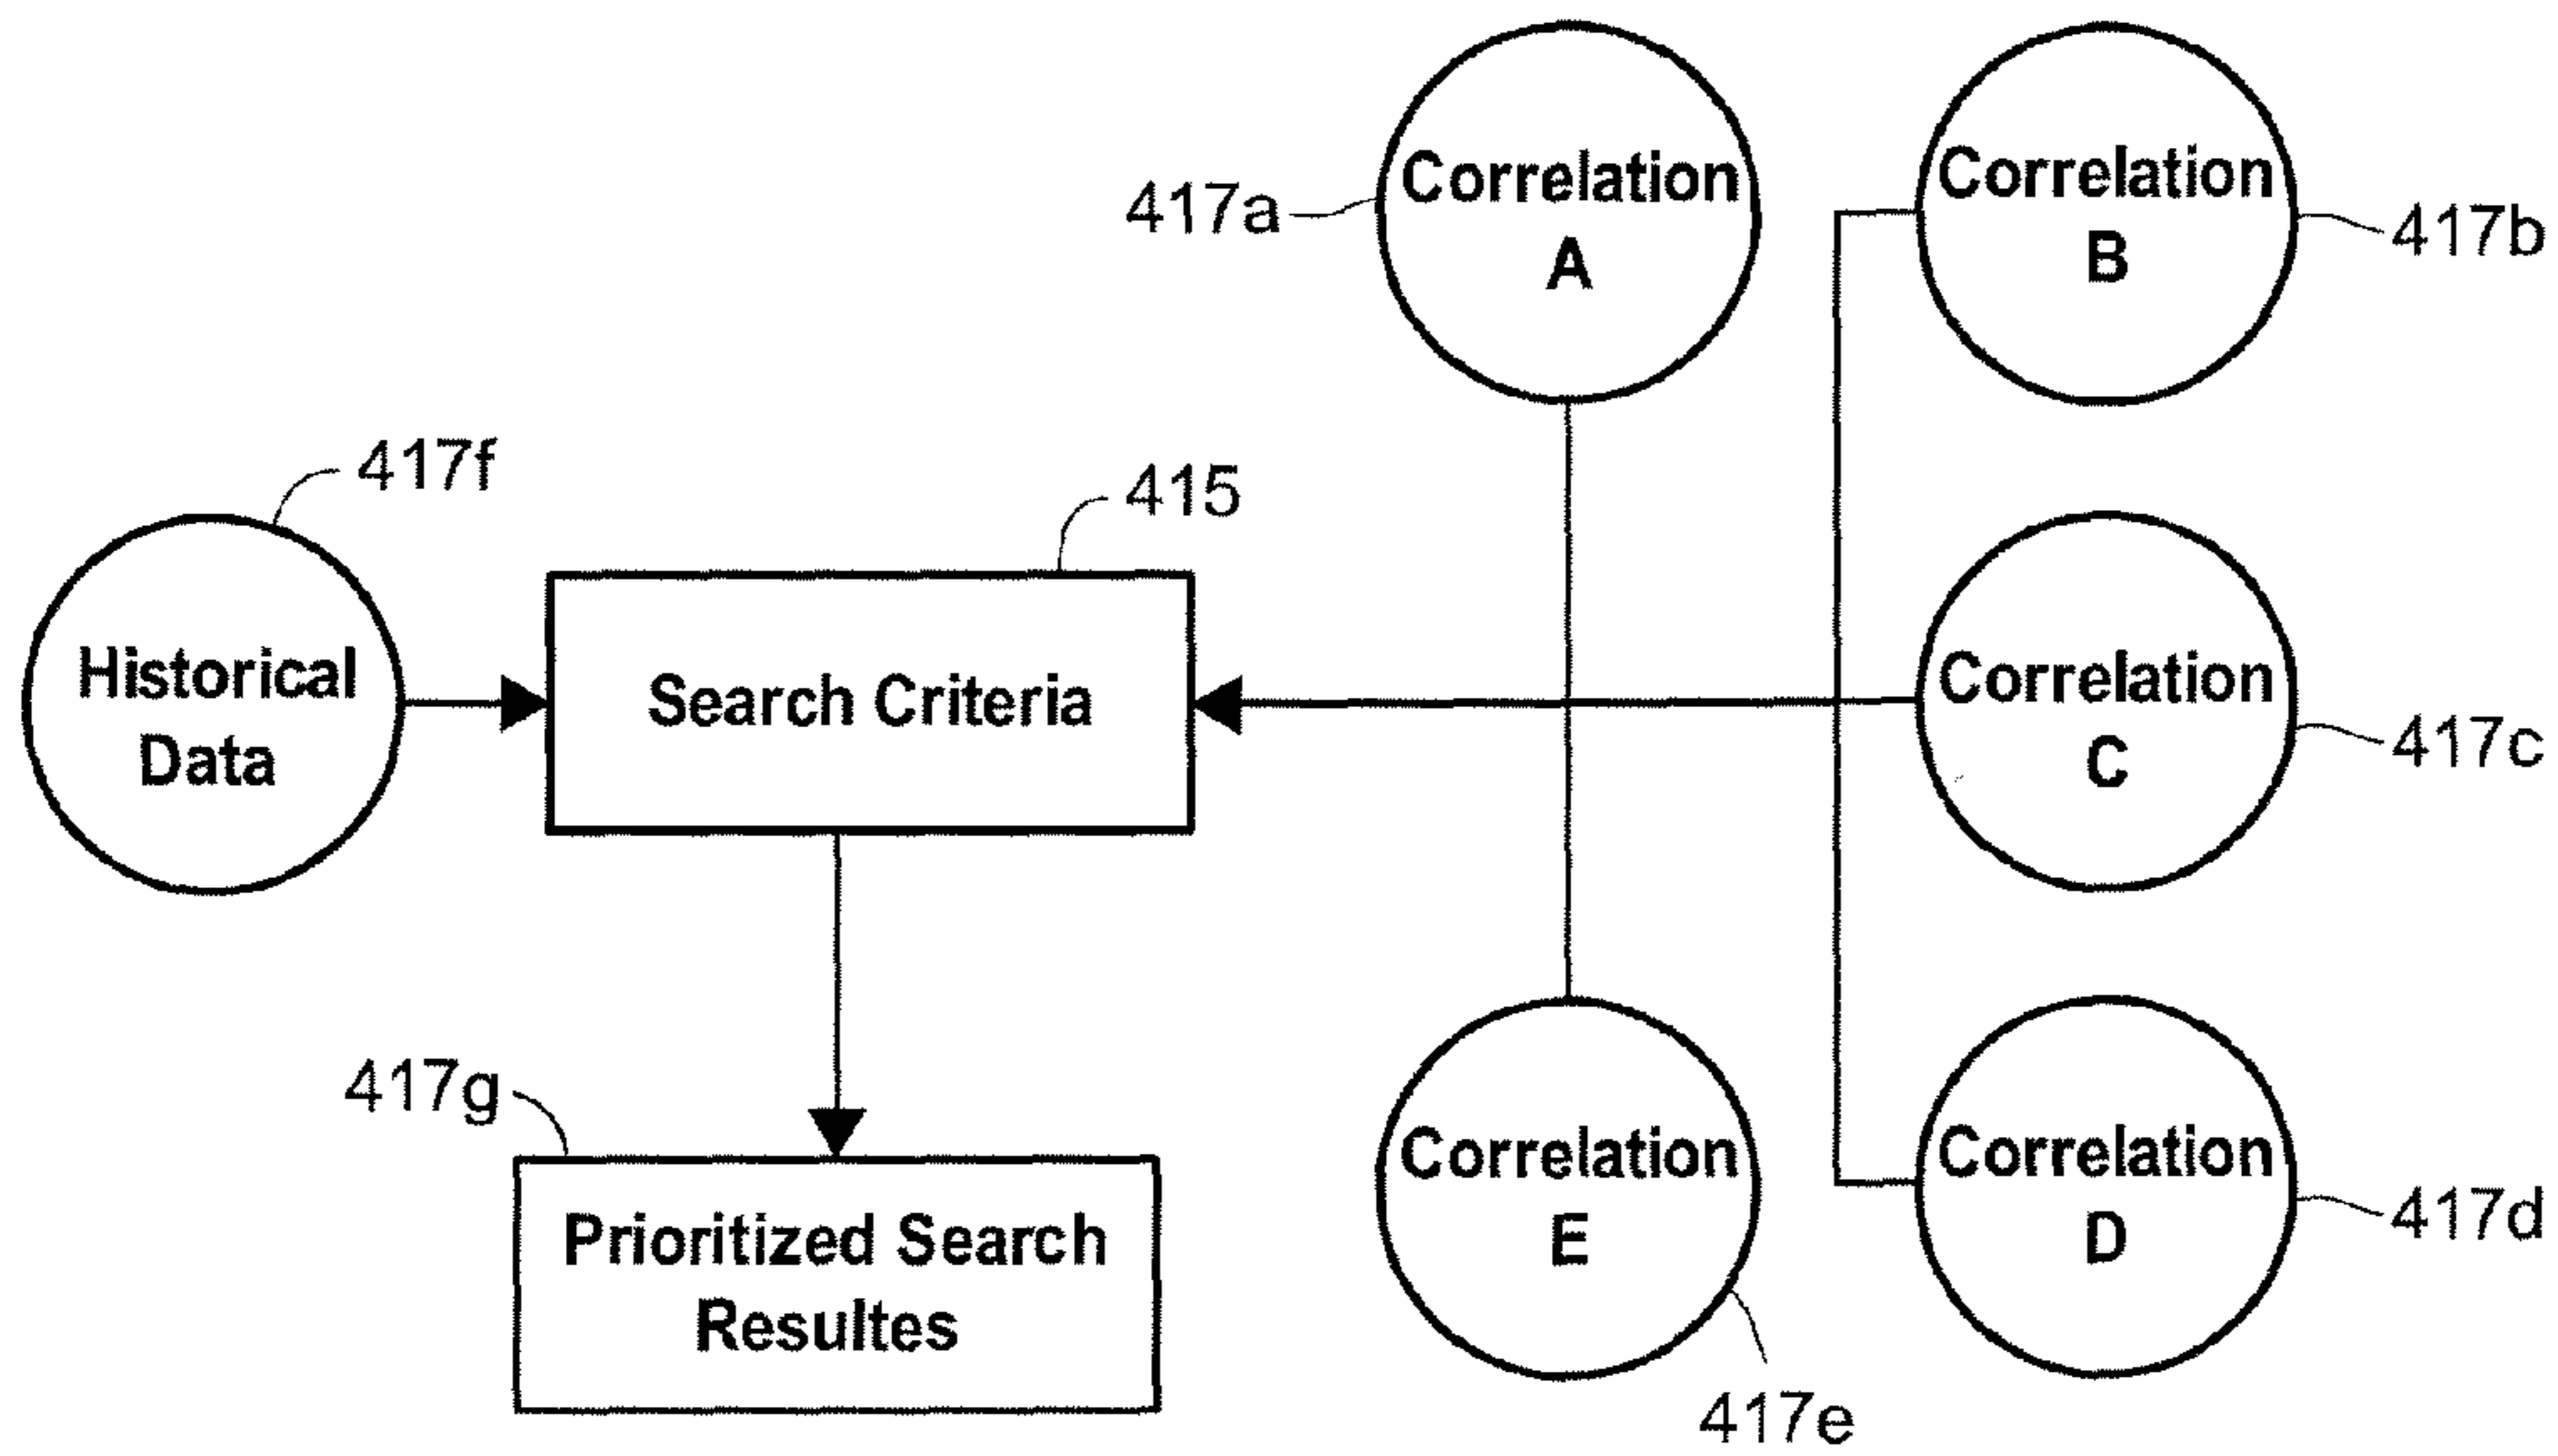 417a
Correlation
A
Correlation
B
417b
417f
Historical
Data
415
Search Criteria
Correlation
C
417c
417g
Prioritized Search
Resultes
Correlation
E
417e
Correlation
D
417d